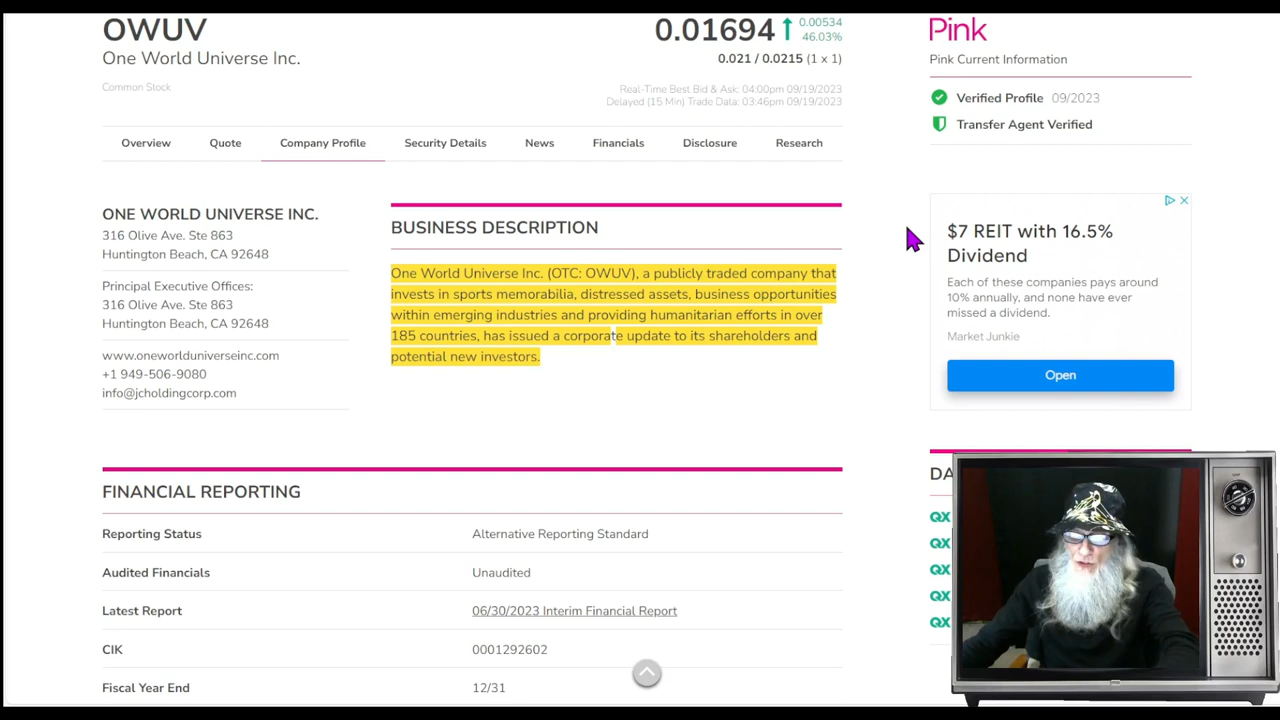 OWUV
One World Universe Inc.
Common Stock
0.01694
0.00534
46.03%
0.021 / 0.0215 (1 x 1)
Real-Time Best Bid & Ask: 04:00pm 09/19/2023
Delayed (15 Min) Trade Data: 03:46pm 09/19/2023
Pink
Pink Current Information
Verified Profile 09/2023
Transfer Agent Verified
Overview
Quote
Company Profile
Security Details
News
Financials
Disclosure
Research
ONE WORLD UNIVERSE INC.
316 Olive Ave. Ste 863
Huntington Beach, CA 92648
Principal Executive Offices:
316 Olive Ave. Ste 863
Huntington Beach, CA 92648
www.oneworlduniverseinc.com
+1 949-506-9080
info@jcholdingcorp.com
BUSINESS DESCRIPTION
One World Universe Inc. (OTC: OWUV), a publicly traded company that
invests in sports memorabilia, distressed assets, business opportunities
within emerging industries and providing humanitarian efforts in over
185 countries, has issued a corporate update to its shareholders and
potential new investors.
$7 REIT with 16.5%
Dividend
Each of these companies pays around
10% annually, and none have ever
missed a dividend.
Market Junkie
Open
FINANCIAL REPORTING
Reporting Status Alternative Reporting Standard
Audited Financials Unaudited
Latest Report 06/30/2023 Interim Financial Report
CIK 0001292602
Fiscal Year End 12/31
DA
QX
QX
QX
QX
QX